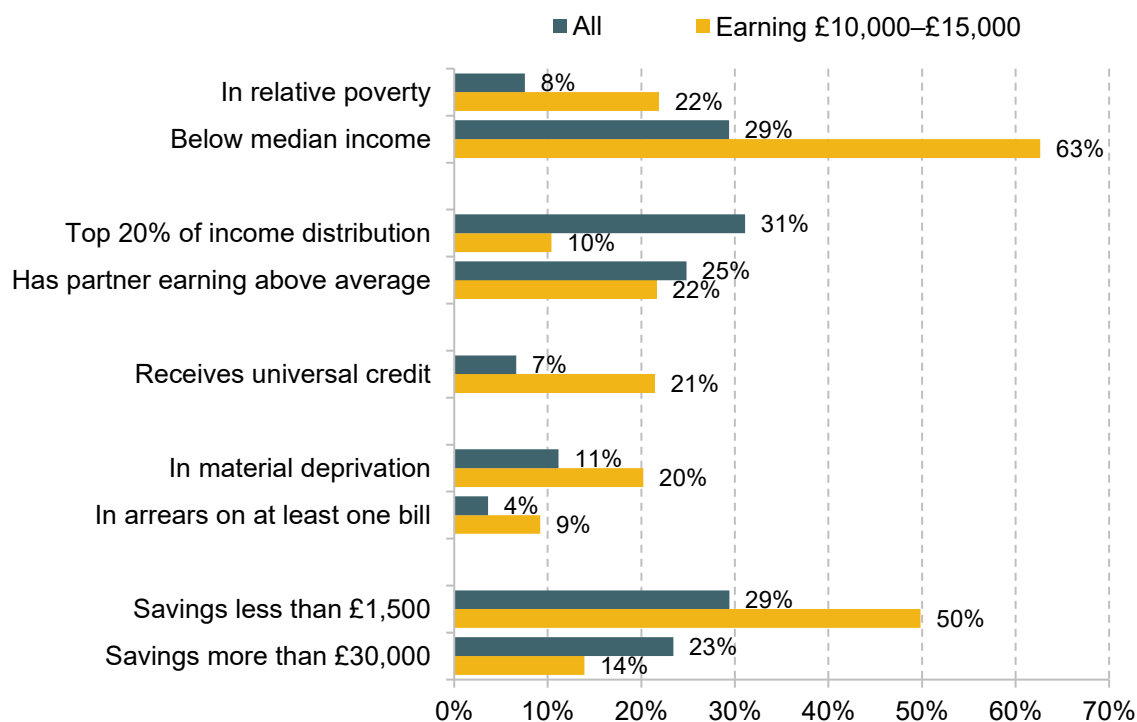 All
Earning £10,000–£15,000
In relative poverty
8%
22%
Below median income
29%
63%
Top 20% of income distribution
31%
10%
Has partner earning above average
25%
22%
Receives universal credit
7%
21%
In material deprivation
11%
20%
In arrears on at least one bill
4%
9%
Savings less than £1,500
29%
50%
Savings more than £30,000
23%
14%
0% 10% 20% 30% 40% 50% 60% 70%